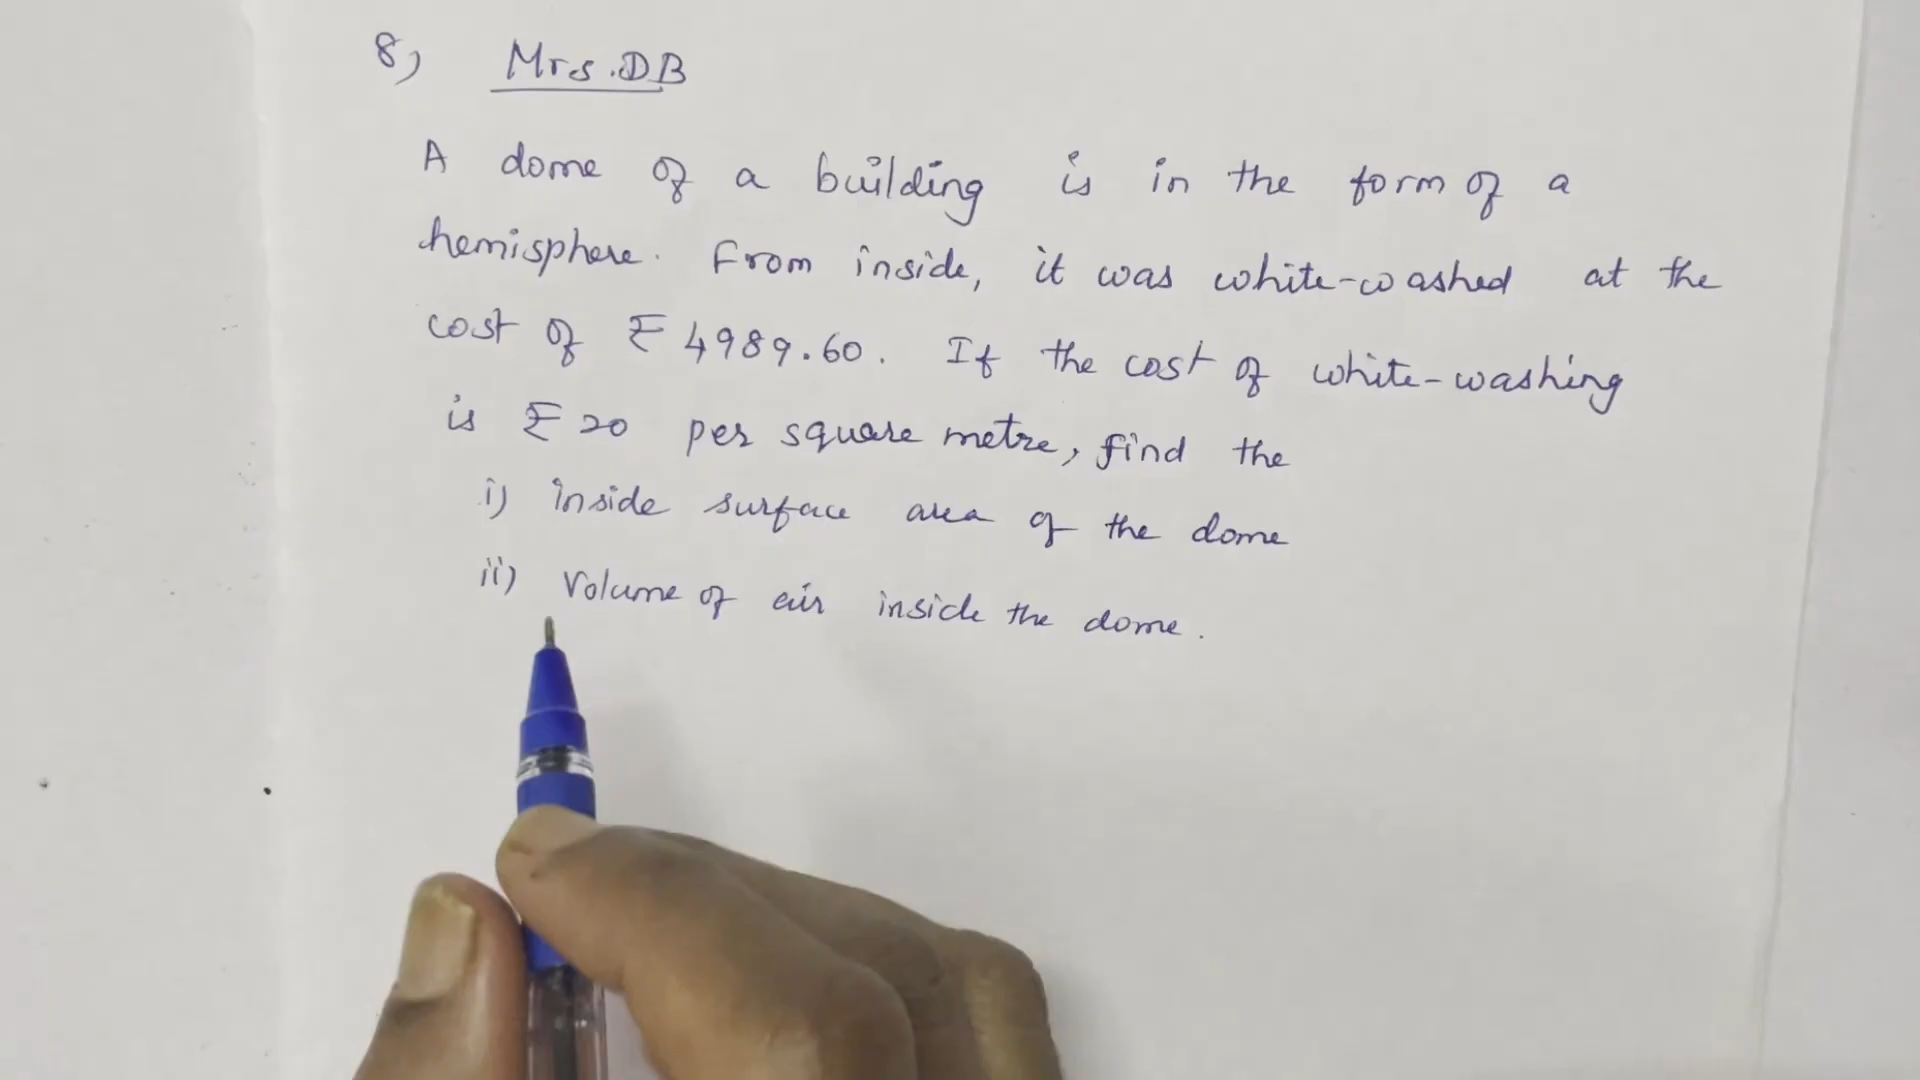 8) Mrs.DB
A dome of a building is in the form of a
hemisphere. From inside, it was white-washed at the
cost of ₹ 4989.60. If the cost of white-washing
is ₹ 20 per square metre, find the
i) inside surface area of the dome
ii) Volume of air inside the dome.